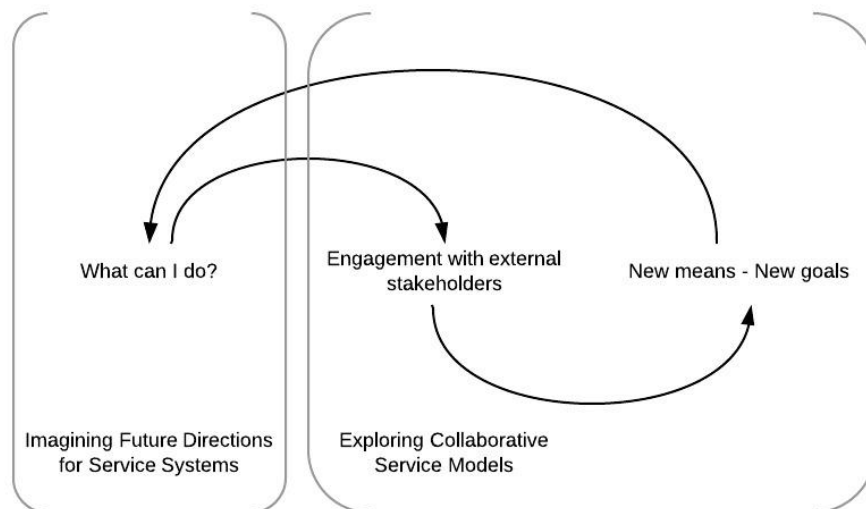 What can I do?
Engagement with external
stakeholders
New means - New goals
Imagining Future Directions
for Service Systems
Exploring Collaborative
Service Models